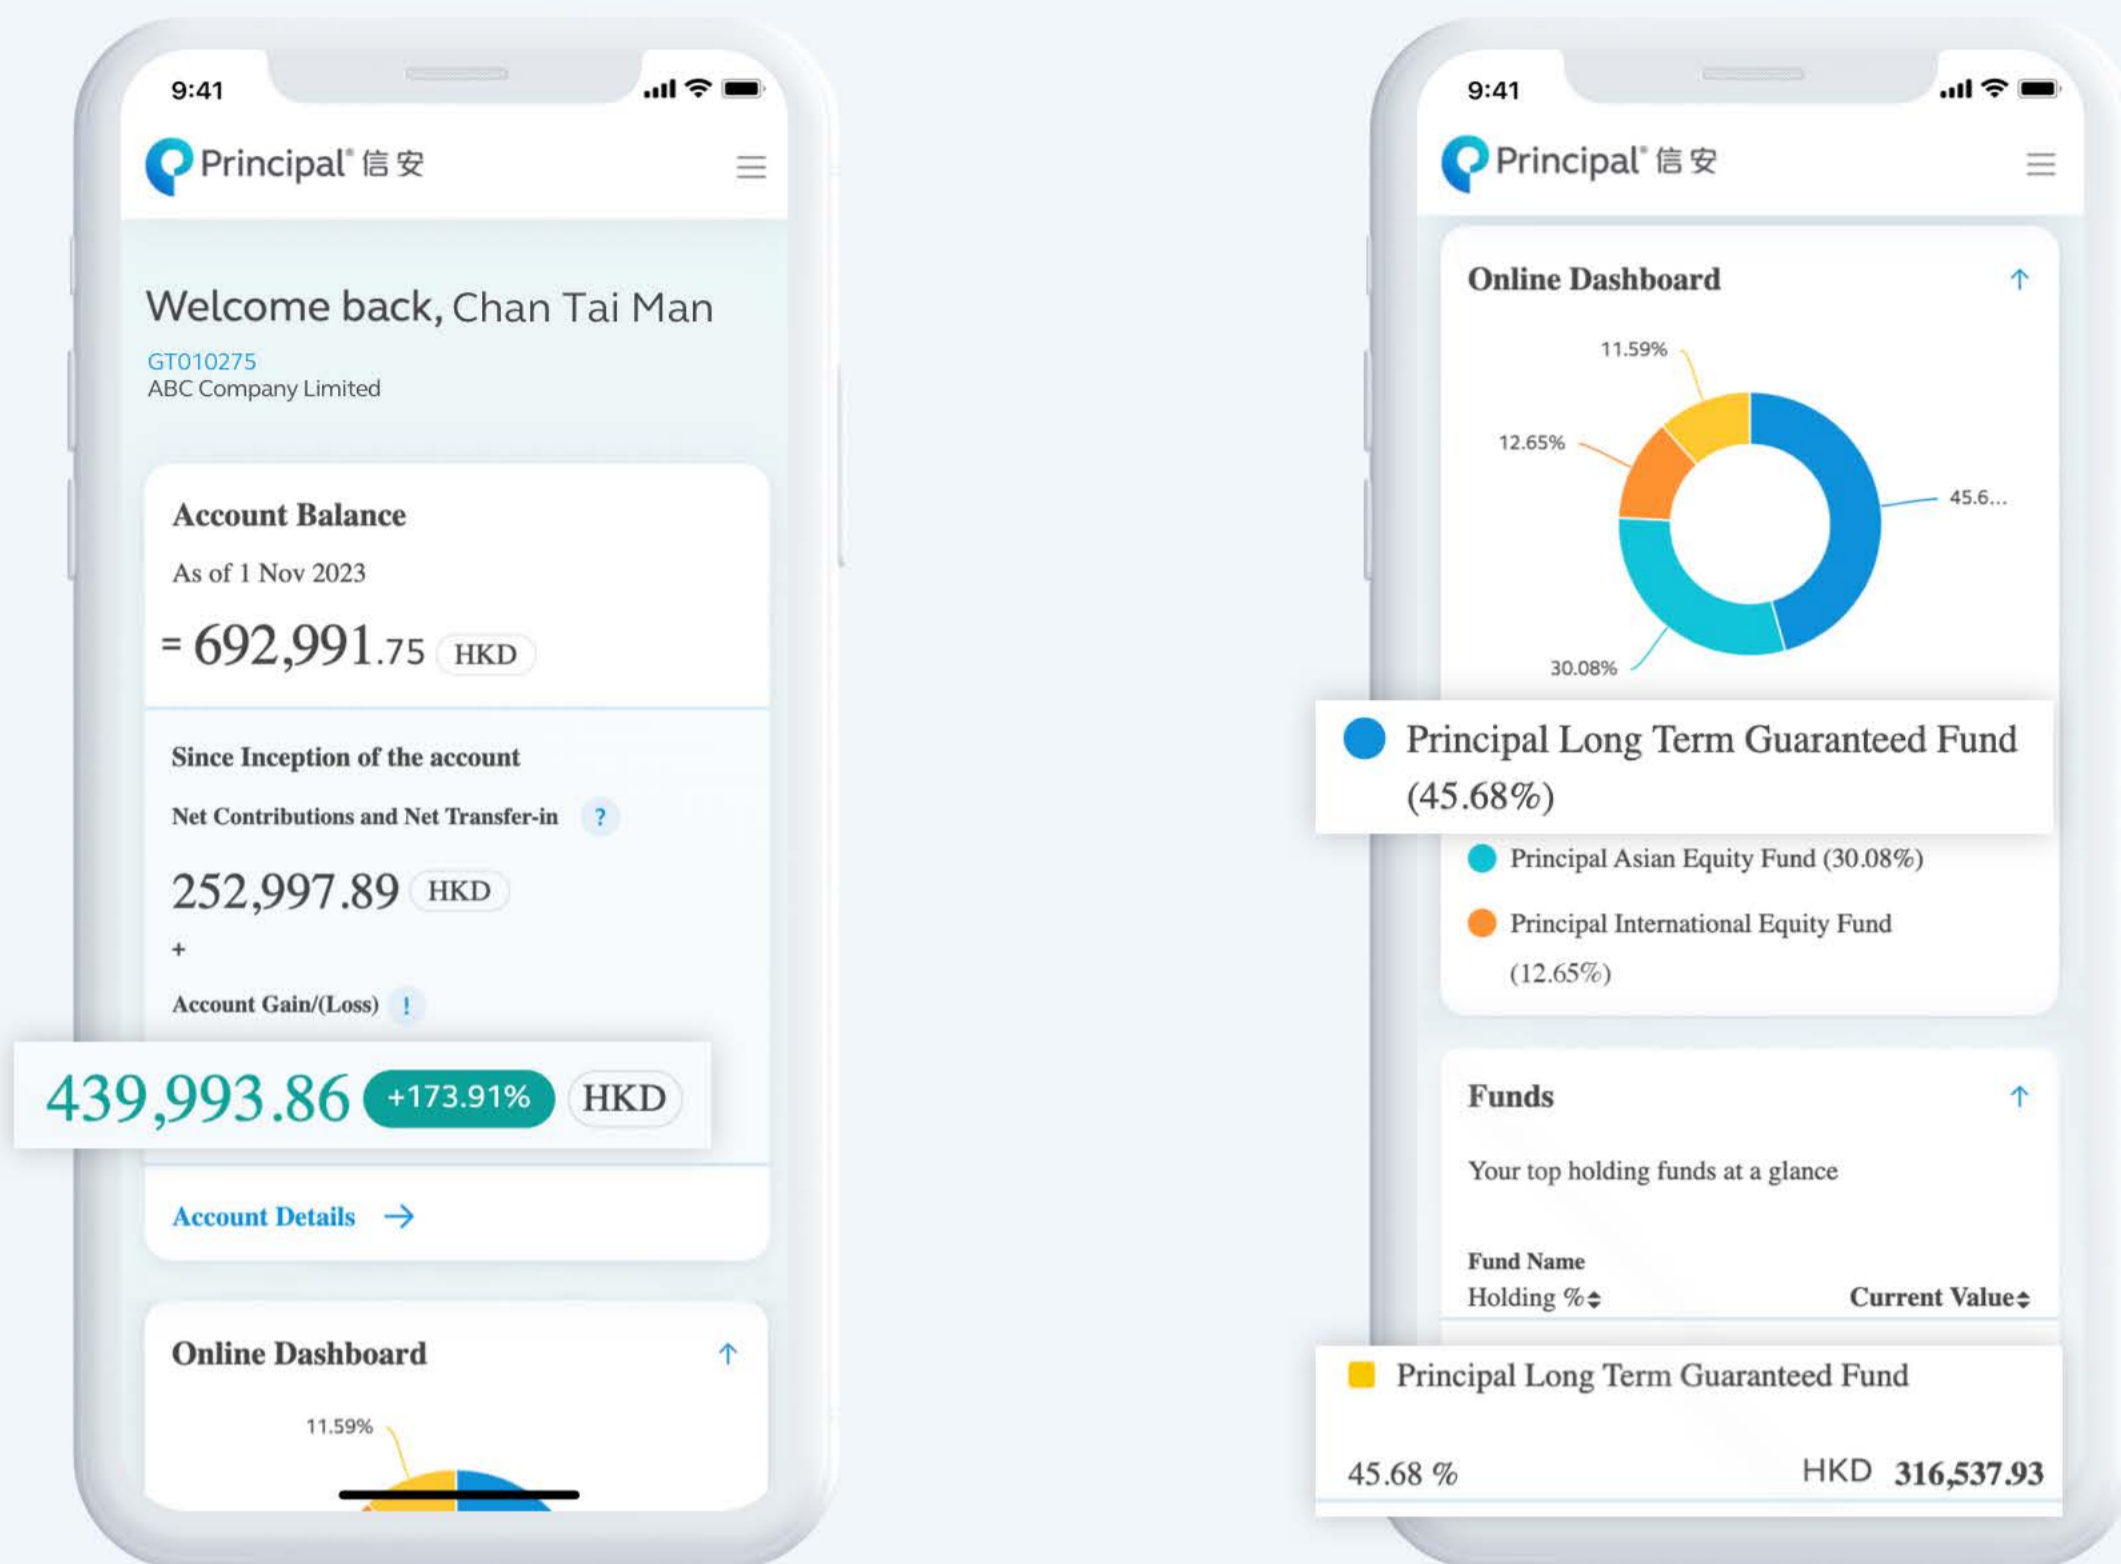 9:41
Principal® 信安
Welcome back, Chan Tai Man
GT010275
ABC Company Limited
Account Balance
As of 1 Nov 2023
= 692,991.75 HKD
Since Inception of the account
Net Contributions and Net Transfer-in ?
252,997.89 HKD
+
Account Gain/(Loss) !
439,993.86 +173.91% HKD
Account Details →
Online Dashboard ↑
11.59%
9:41
Principal® 信安
Online Dashboard ↑
11.59%
12.65%
45.6...
30.08%
Principal Long Term Guaranteed Fund
(45.68%)
Principal Asian Equity Fund (30.08%)
Principal International Equity Fund
(12.65%)
Funds ↑
Your top holding funds at a glance
Fund Name
Holding % Current Value
Principal Long Term Guaranteed Fund
45.68 % HKD 316,537.93